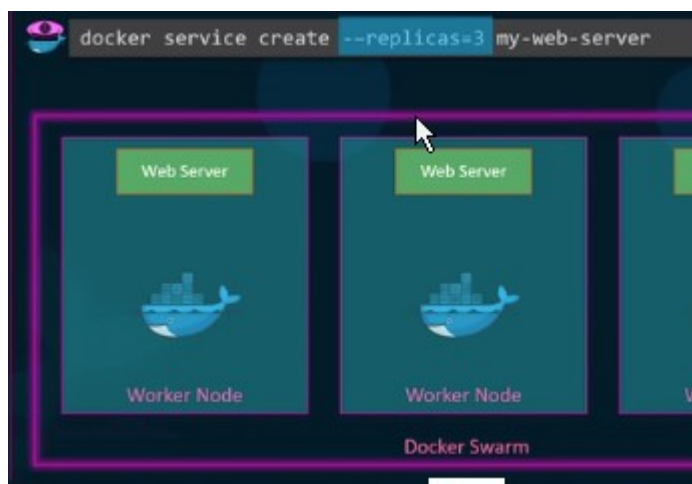 docker service create --replicas=3 my-web-server
Web Server
Web Server
Worker Node
Worker Node
Docker Swarm